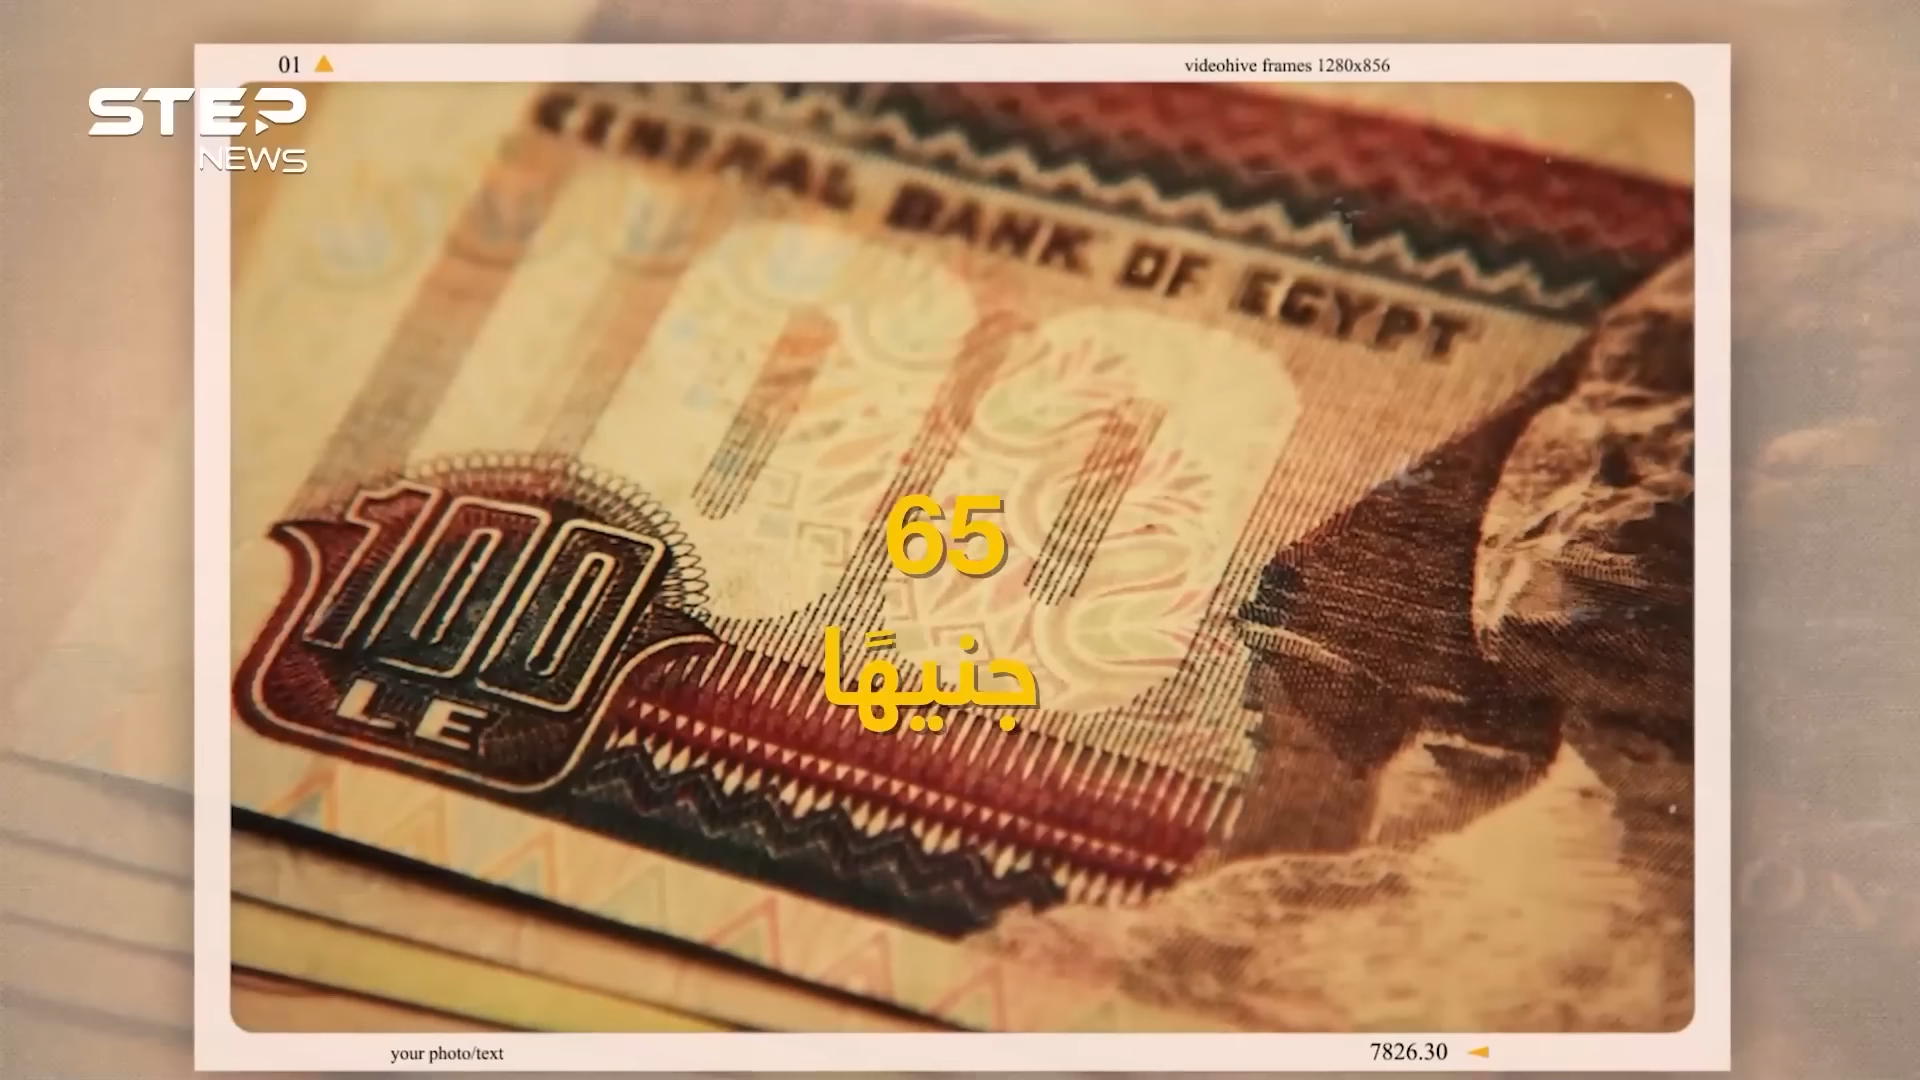 01
videohive frames 1280x856
STEP
NEWS
CENTRAL BANK OF EGYPT
100
65
جنيهًا
100
LE
your photo/text
7826.30